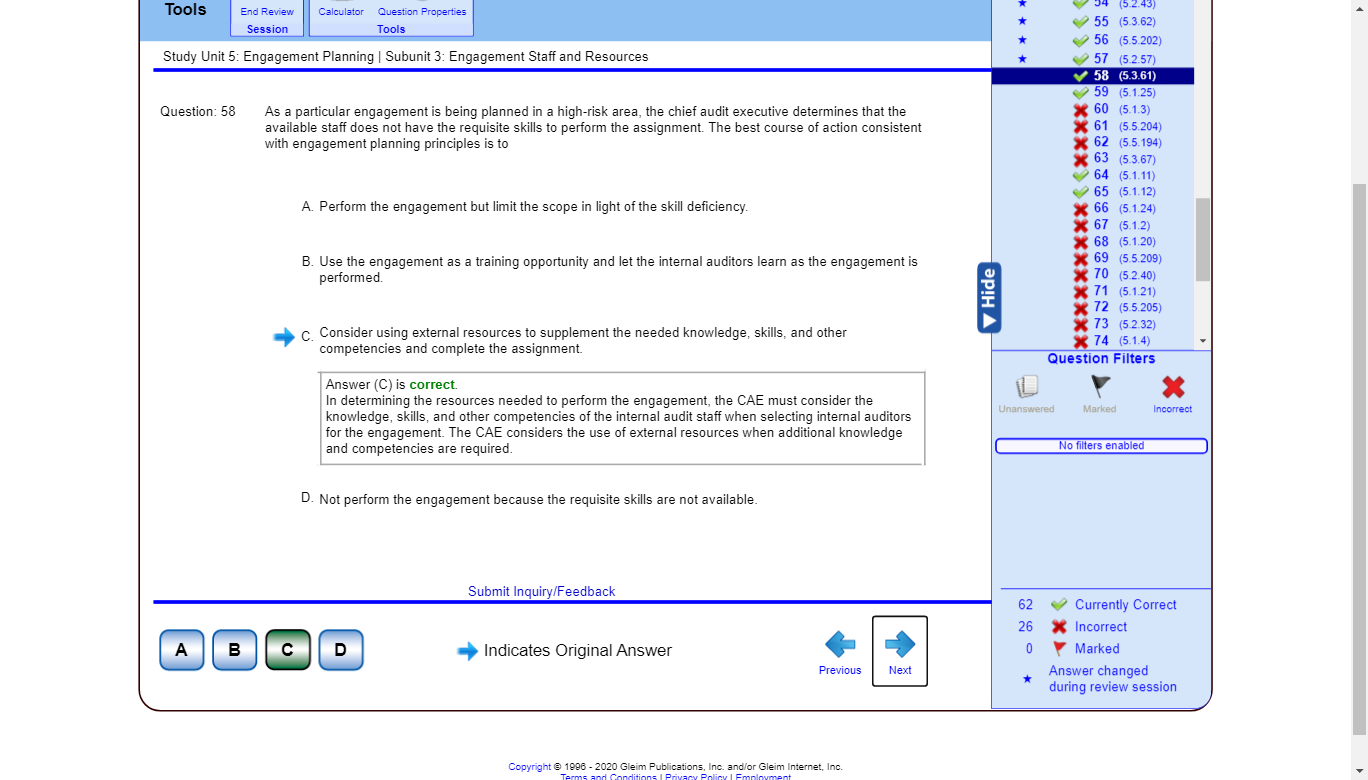 Tools
End Review
Session
Calculator Question Properties
Tools
Study Unit 5: Engagement Planning | Subunit 3: Engagement Staff and Resources
Question: 58
As a particular engagement is being planned in a high-risk area, the chief audit executive determines that the
available staff does not have the requisite skills to perform the assignment. The best course of action consistent
with engagement planning principles is to
A. Perform the engagement but limit the scope in light of the skill deficiency.
B. Use the engagement as a training opportunity and let the internal auditors learn as the engagement is
performed.
C. Consider using external resources to supplement the needed knowledge, skills, and other
competencies and complete the assignment.
Answer (C) is correct.
In determining the resources needed to perform the engagement, the CAE must consider the
knowledge, skills, and other competencies of the internal audit staff when selecting internal auditors
for the engagement. The CAE considers the use of external resources when additional knowledge
and competencies are required.
D. Not perform the engagement because the requisite skills are not available.
Submit Inquiry/Feedback
A B C D
Indicates Original Answer
Previous
Next
54 (5.2.43)
55 (5.3.62)
56 (5.5.202)
57 (5.2.57)
58 (5.3.61)
59 (5.1.25)
60 (5.1.3)
61 (5.5.204)
62 (5.5.194)
63 (5.3.67)
64 (5.1.11)
65 (5.1.12)
66 (5.1.24)
67 (5.1.2)
68 (5.1.20)
69 (5.5.209)
70 (5.2.40)
71 (5.1.21)
72 (5.5.205)
73 (5.2.32)
74 (5.1.4)
Hide
Question Filters
Unanswered Marked Incorrect
No filters enabled
62 Currently Correct
26 Incorrect
0 Marked
Answer changed
during review session
Copyright © 1996 - 2020 Gleim Publications, Inc. and/or Gleim Internet, Inc.
Terms and Conditions | Privacy Policy | Employment